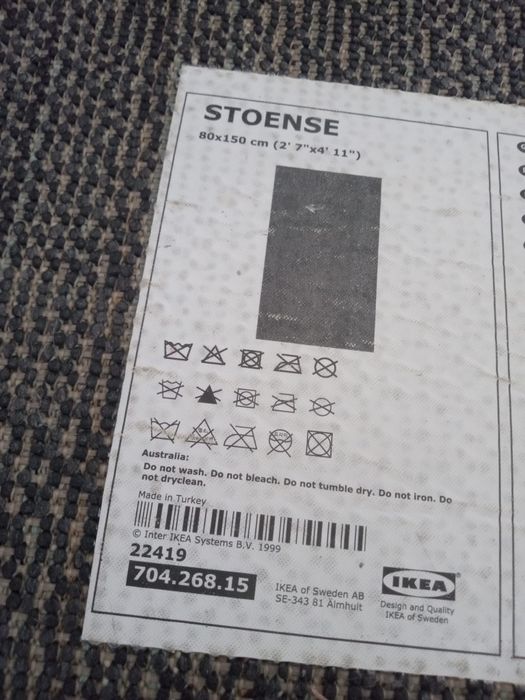 STOENSE
80x150 cm (2' 7"x4' 11")
Australia:
Do not wash. Do not bleach. Do not tumble dry. Do not iron. Do
not dryclean.
Made in Turkey
© Inter IKEA Systems B.V. 1999
22419
704.268.15
IKEA of Sweden AB
SE-343 81 Älmhult
IKEA
Design and Quality
IKEA of Sweden